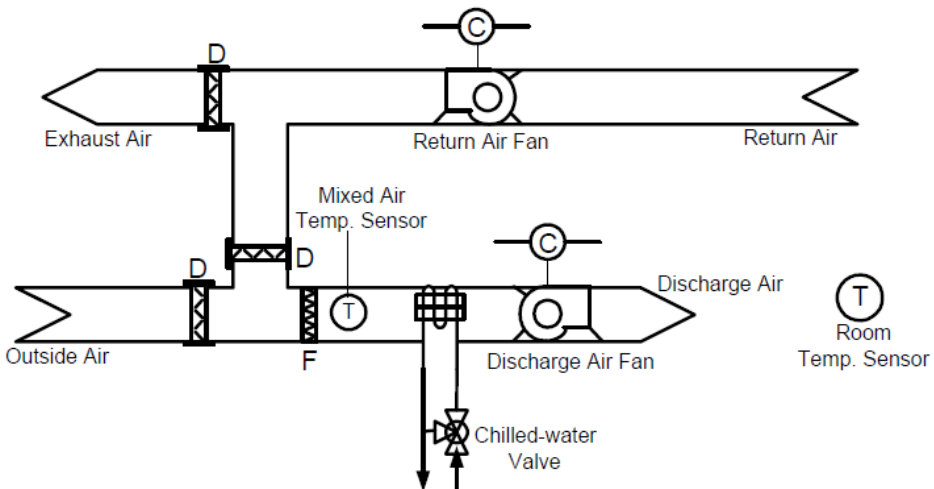 C
D
Exhaust Air
Return Air Fan
Return Air
Mixed Air
Temp. Sensor
D
C
D
Discharge Air
T
T
Outside Air
F
Discharge Air Fan
Room
Temp. Sensor
Chilled-water
Valve